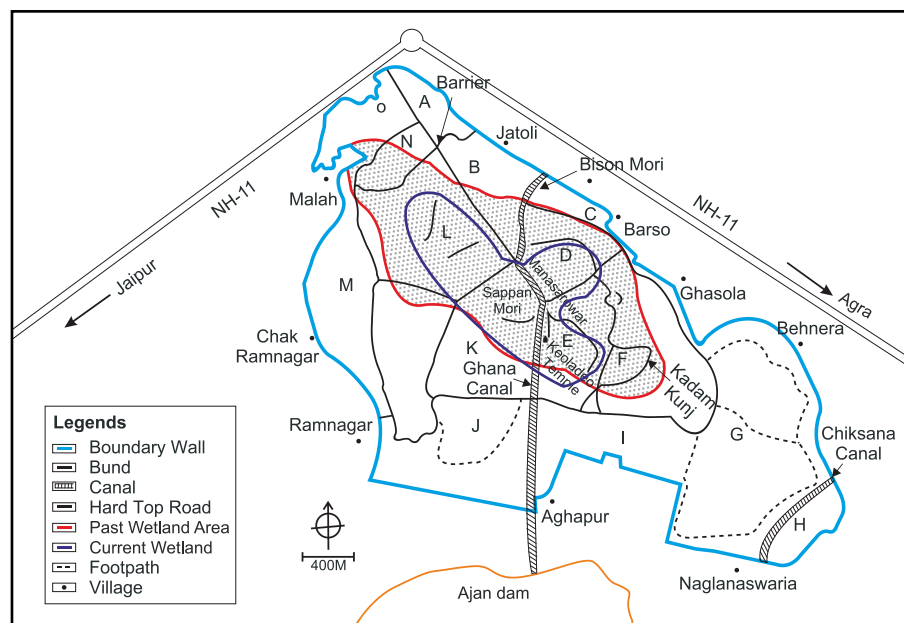 Barrier
A
o
Jatoli
N
B
Bison Mori
Malah
NH-11
NH-11
C
Barso
L
D
Manasarowar
Jaipur
M
Sappan
Mori
Ghasola
Agra
Behnera
Chak
Ramnagar
K
E
Keoladeo
Temple
F
Ghana
Canal
Kadam
Kunj
Legends
Boundary Wall
Bund
Canal
Hard Top Road
Past Wetland Area
Current Wetland
Footpath
Village
Ramnagar
J
I
G
Chiksana
Canal
H
400M
Aghapur
Naglanaswaria
Ajan dam